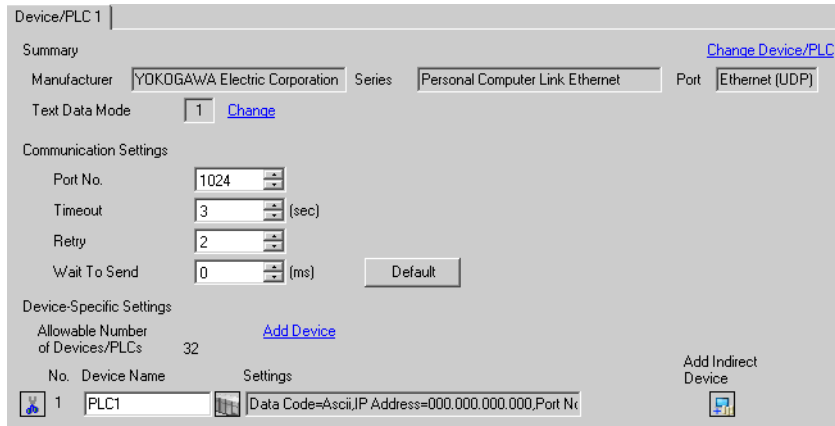 Device/PLC 1
Summary Change Device/PLC
Manufacturer YOKOGAWA Electric Corporation Series Personal Computer Link Ethernet Port Ethernet (UDP)
Text Data Mode 1 Change
Communication Settings
Port No. 1024
Timeout 3 (sec)
Retry 2
Wait To Send 0 (ms) Default
Device-Specific Settings
Allowable Number
of Devices/PLCs 32 Add Device
Add Indirect
Device
No. Device Name Settings
1 PLC1 Data Code=Ascii,IP Address=000.000.000.000,Port